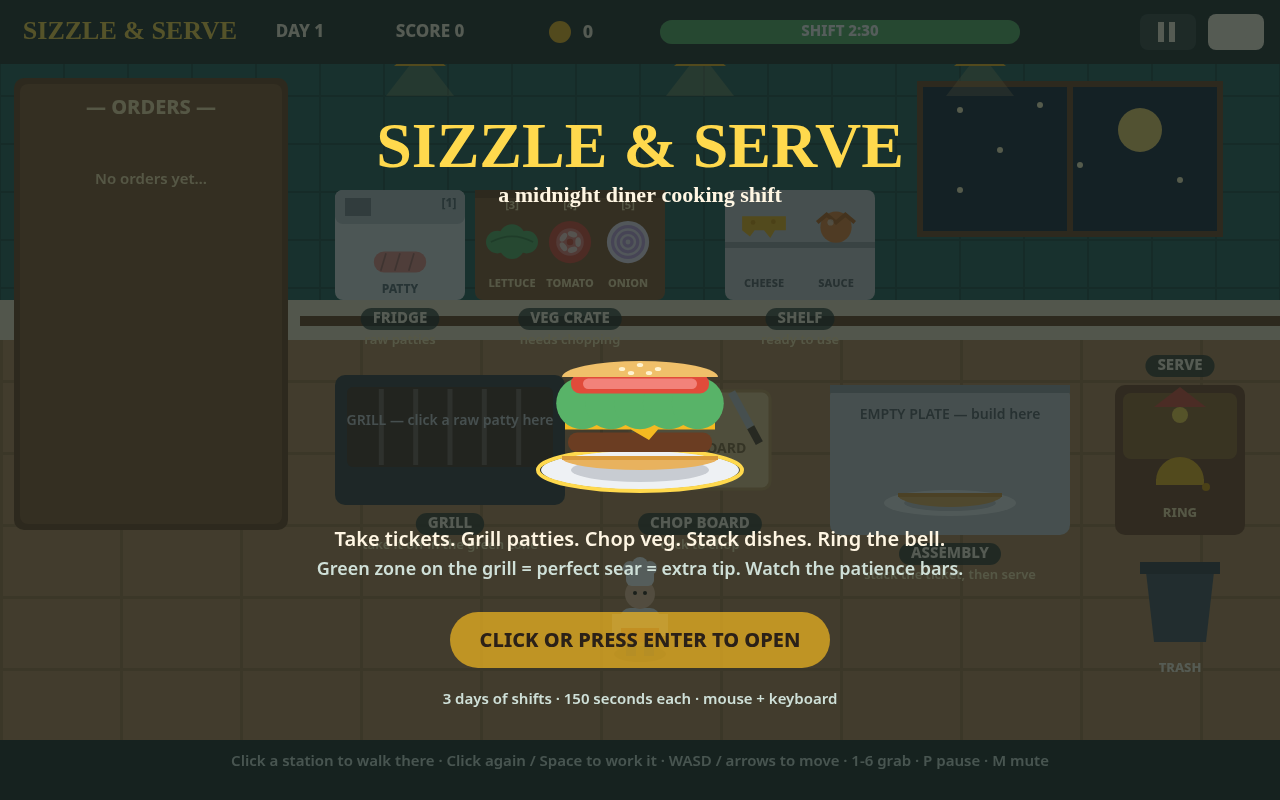 SIZZLE & SERVE
DAY 1
SCORE 0
0
SHIFT 2:30
— ORDERS —
No orders yet...
SIZZLE & SERVE
a midnight diner cooking shift
[1]
PATTY
LETTUCE
TOMATO
ONION
CHEESE
SAUCE
FRIDGE
VEG CRATE
SHELF
raw patties
needs chopping
ready to use
SERVE
GRILL — click a raw patty here
EMPTY PLATE — build here
RING
GRILL
CHOP BOARD
ASSEMBLY
Take tickets. Grill patties. Chop veg. Stack dishes. Ring the bell.
Green zone on the grill = perfect sear = extra tip. Watch the patience bars.
stack the ticket, then serve
CLICK OR PRESS ENTER TO OPEN
TRASH
3 days of shifts · 150 seconds each · mouse + keyboard
Click a station to walk there · Click again / Space to work it · WASD / arrows to move · 1-6 grab · P pause · M mute